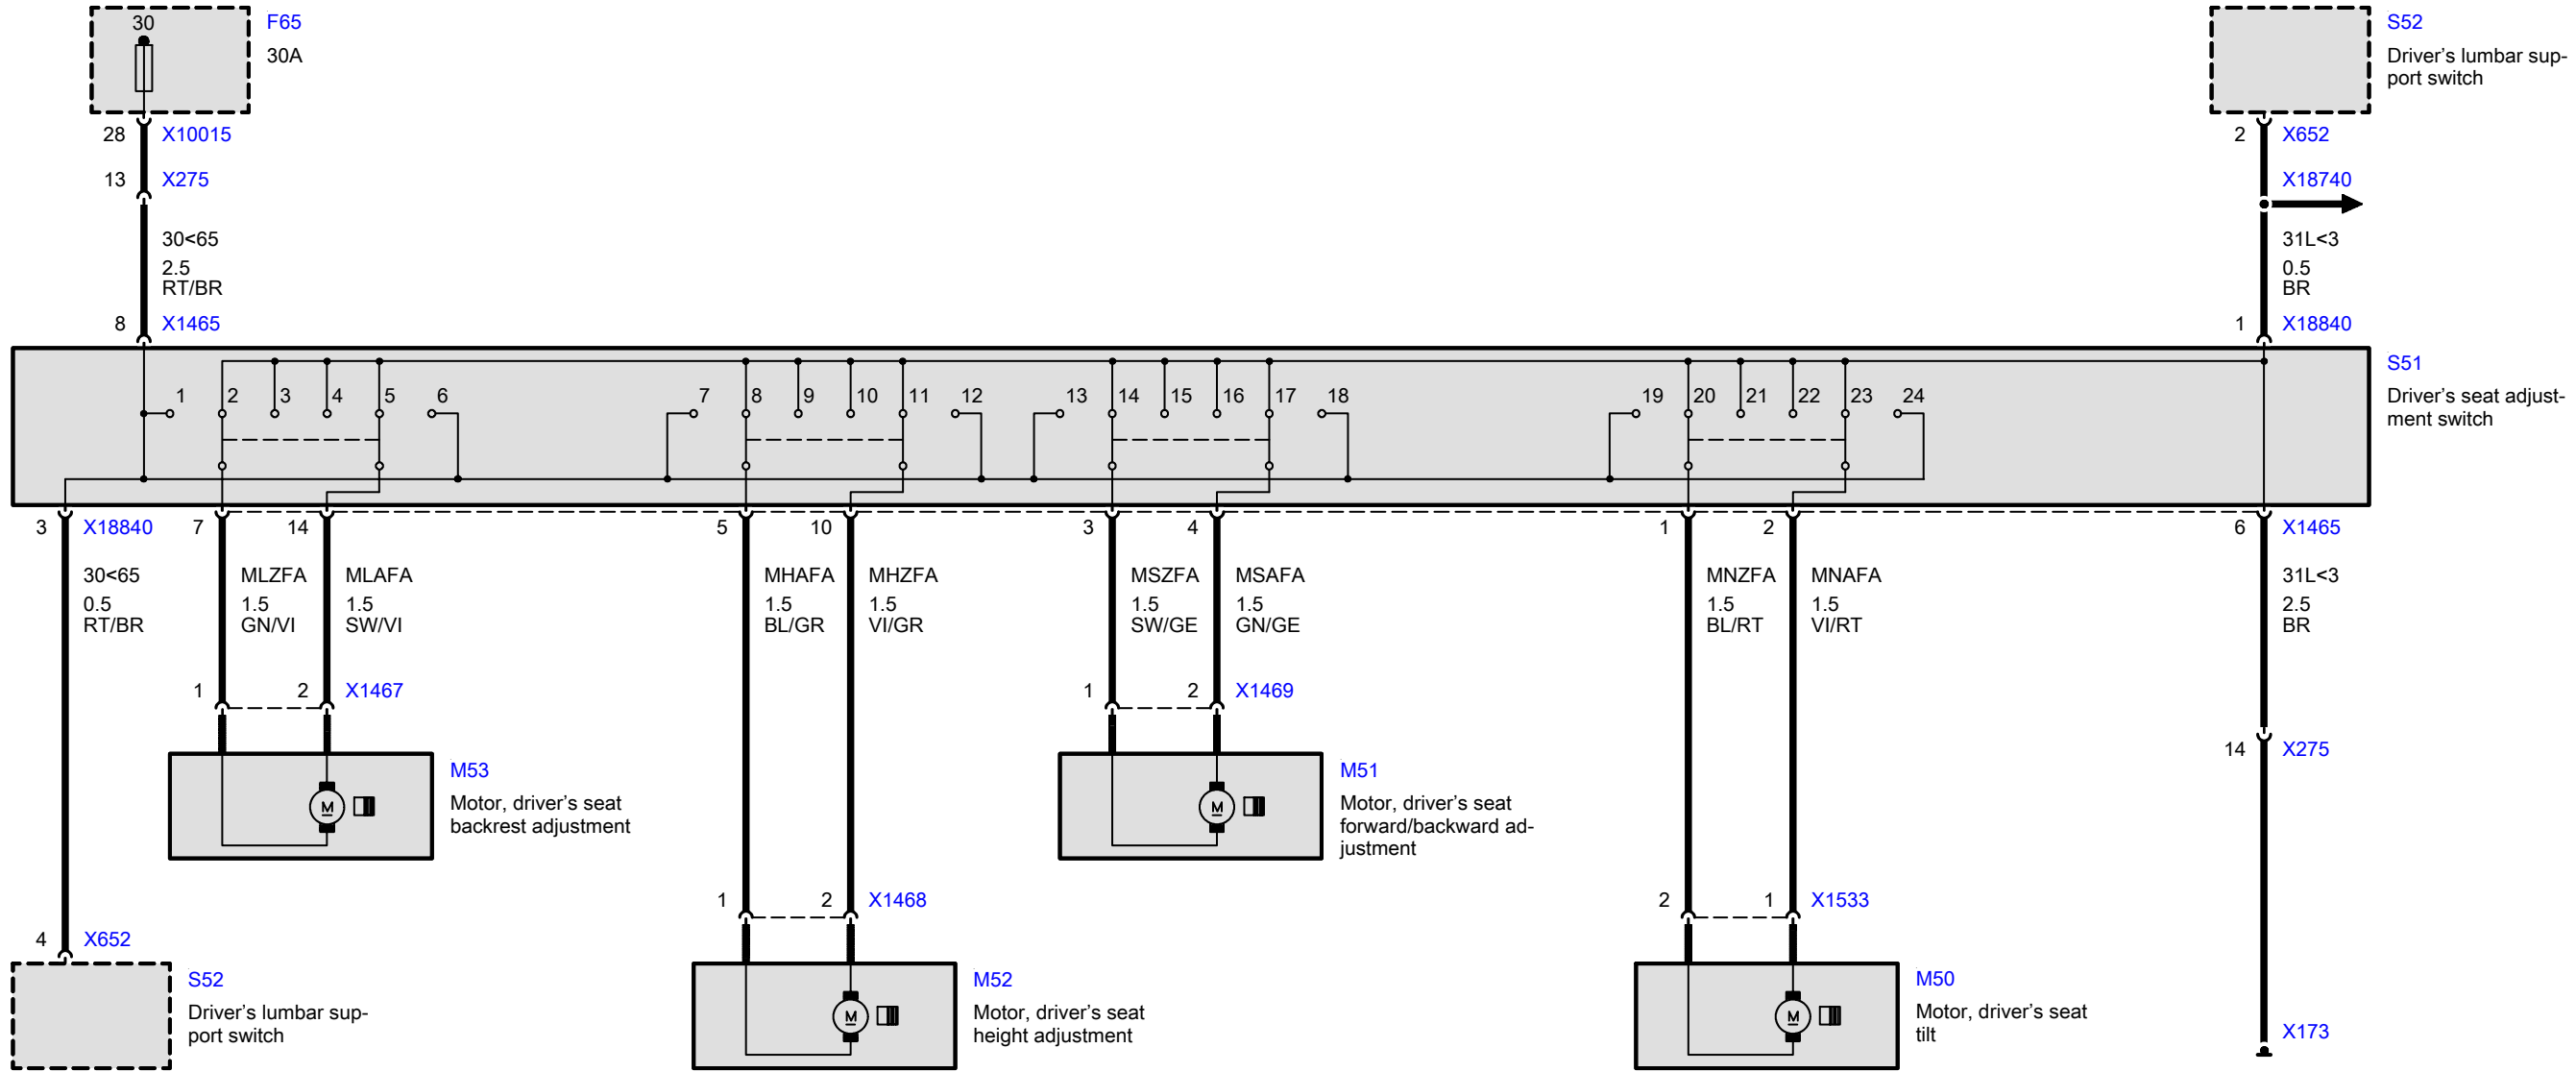 30
F65
30A
S52
Driver's lumbar sup-
port switch
28 X10015
2 X652
13 X275
X18740
30<65
2.5
RT/BR
31L<3
0.5
BR
8 X1465
1 X18840
S51
Driver's seat adjust-
ment switch
1 2 3 4 5 6 7 8 9 10 11 12 13 14 15 16 17 18 19 20 21 22 23 24
3 X18840 7 14 5 10 3 4 1 2 6 X1465
30<65
0.5
RT/BR
MLZFA
1.5
GN/VI
MLAFA
1.5
SW/VI
MHAFA
1.5
BL/GR
MHZFA
1.5
VI/GR
MSZFA
1.5
SW/GE
MSAFA
1.5
GN/GE
MNZFA
1.5
BL/RT
MNAFA
1.5
VI/RT
31L<3
2.5
BR
1 2 X1467
1 2 X1469
14 X275
M
M53
Motor, driver's seat
backrest adjustment
M
M51
Motor, driver's seat
forward/backward ad-
justment
1 2 X1468
2 1 X1533
4 X652
S52
Driver's lumbar sup-
port switch
M
M52
Motor, driver's seat
height adjustment
M
M50
Motor, driver's seat
tilt
X173